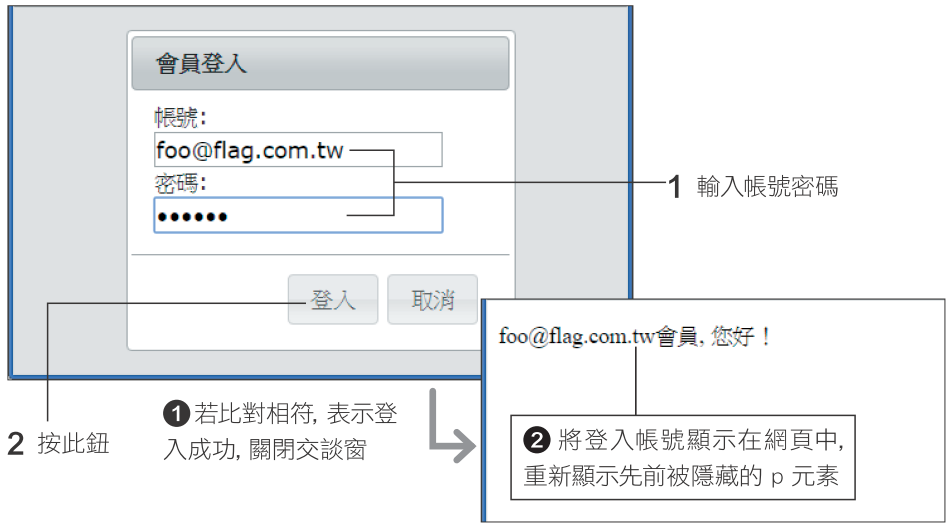 會員登入
帳號:
foo@flag.com.tw
密碼:
••••••
1 輸入帳號密碼
登入 取消
foo@flag.com.tw會員, 您好！
2 按此鈕
❶ 若比對相符, 表示登
入成功, 關閉交談窗
❷ 將登入帳號顯示在網頁中,
重新顯示先前被隱藏的 p 元素